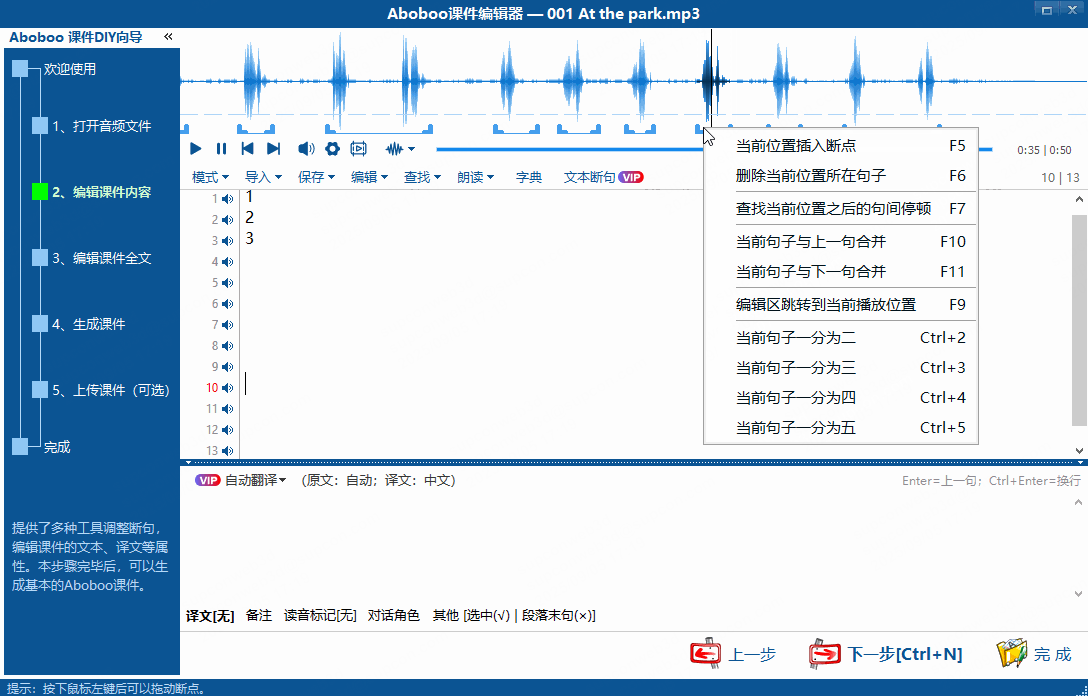 Aboboo课件编辑器 — 001 At the park.mp3
Aboboo 课件DIY向导 «
欢迎使用
1、打开音频文件
2、编辑课件内容
3、编辑课件全文
4、生成课件
5、上传课件（可选）
完成
提供了多种工具调整断句，
编辑课件的文本、译文等属
性。本步骤完毕后，可以生
成基本的Aboboo课件。
0:35 | 0:50
模式 导入 保存 编辑 查找 朗读 字典 文本断句 VIP
10 | 13
1 1
2 2
3 3
4
5
6
7
8
9
10
11
12
13
当前位置插入断点 F5
删除当前位置所在句子 F6
查找当前位置之后的句间停顿 F7
当前句子与上一句合并 F10
当前句子与下一句合并 F11
编辑区跳转到当前播放位置 F9
当前句子一分为二 Ctrl+2
当前句子一分为三 Ctrl+3
当前句子一分为四 Ctrl+4
当前句子一分为五 Ctrl+5
VIP 自动翻译 （原文：自动；译文：中文）
Enter=上一句；Ctrl+Enter=换行
译文[无] 备注 读音标记[无] 对话角色 其他 [选中(√) | 段落末句(×)]
上一步
下一步[Ctrl+N]
完 成
提示：按下鼠标左键后可以拖动断点。